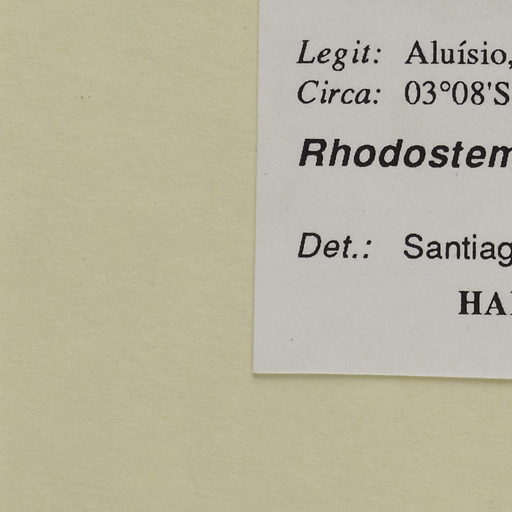 Legit: Aluísio,
Circa: 03°08'S
Rhodostem
Det.: Santiag
HA